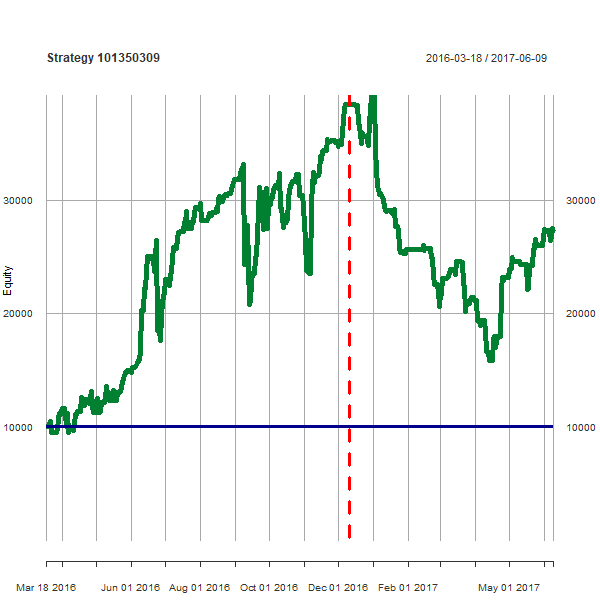 Strategy 101350309
2016-03-18 / 2017-06-09
Equity
30000
30000
20000
20000
10000
10000
Mar 18 2016
Jun 01 2016
Aug 01 2016
Oct 01 2016
Dec 01 2016
Feb 01 2017
May 01 2017